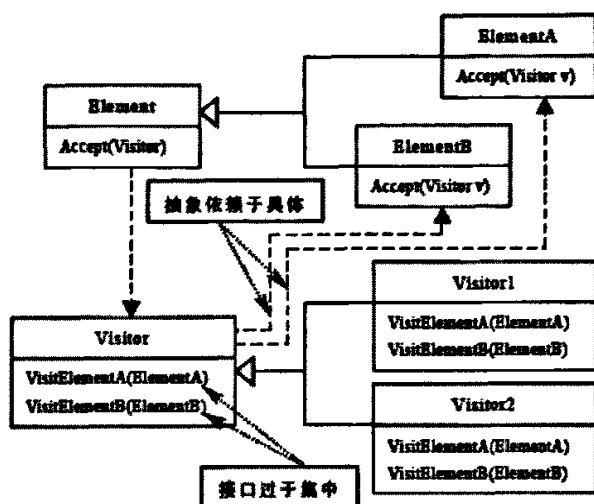 ElementA
Accept(Visitor v)
Element
Accept(Visitor)
ElementB
Accept(Visitor v)
抽象依赖于具体
Visitor
VisitElementA(ElementA)
VisitElementB(ElementB)
Visitor1
VisitElementA(ElementA)
VisitElementB(ElementB)
Visitor2
VisitElementA(ElementA)
VisitElementB(ElementB)
接口过于集中